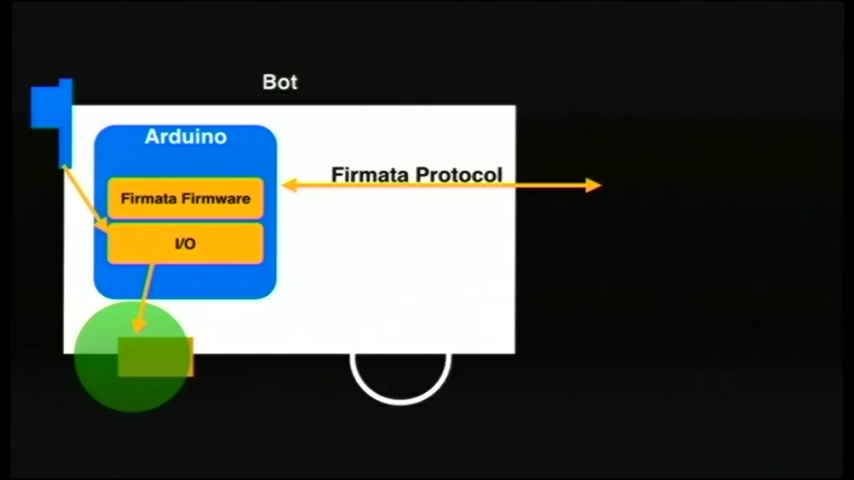 Bot
Arduino
Firmata Protocol
Firmata Firmware
I/O